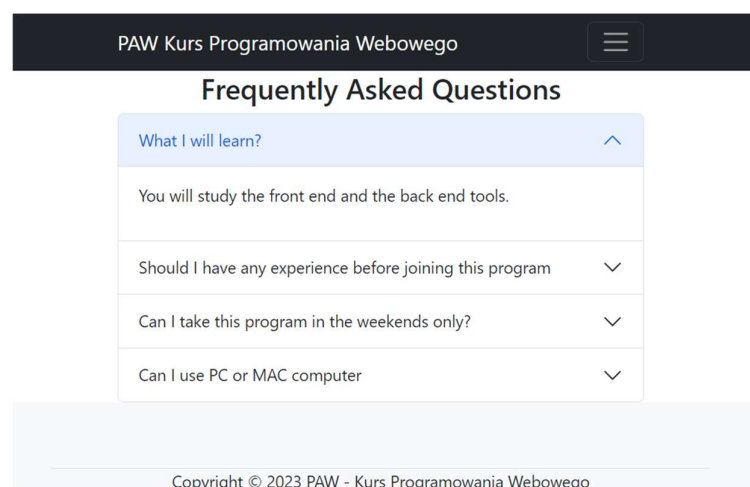 PAW Kurs Programowania Webowego
Frequently Asked Questions
What I will learn?
You will study the front end and the back end tools.
Should I have any experience before joining this program
Can I take this program in the weekends only?
Can I use PC or MAC computer
Copyright © 2023 PAW - Kurs Programowania Webowego